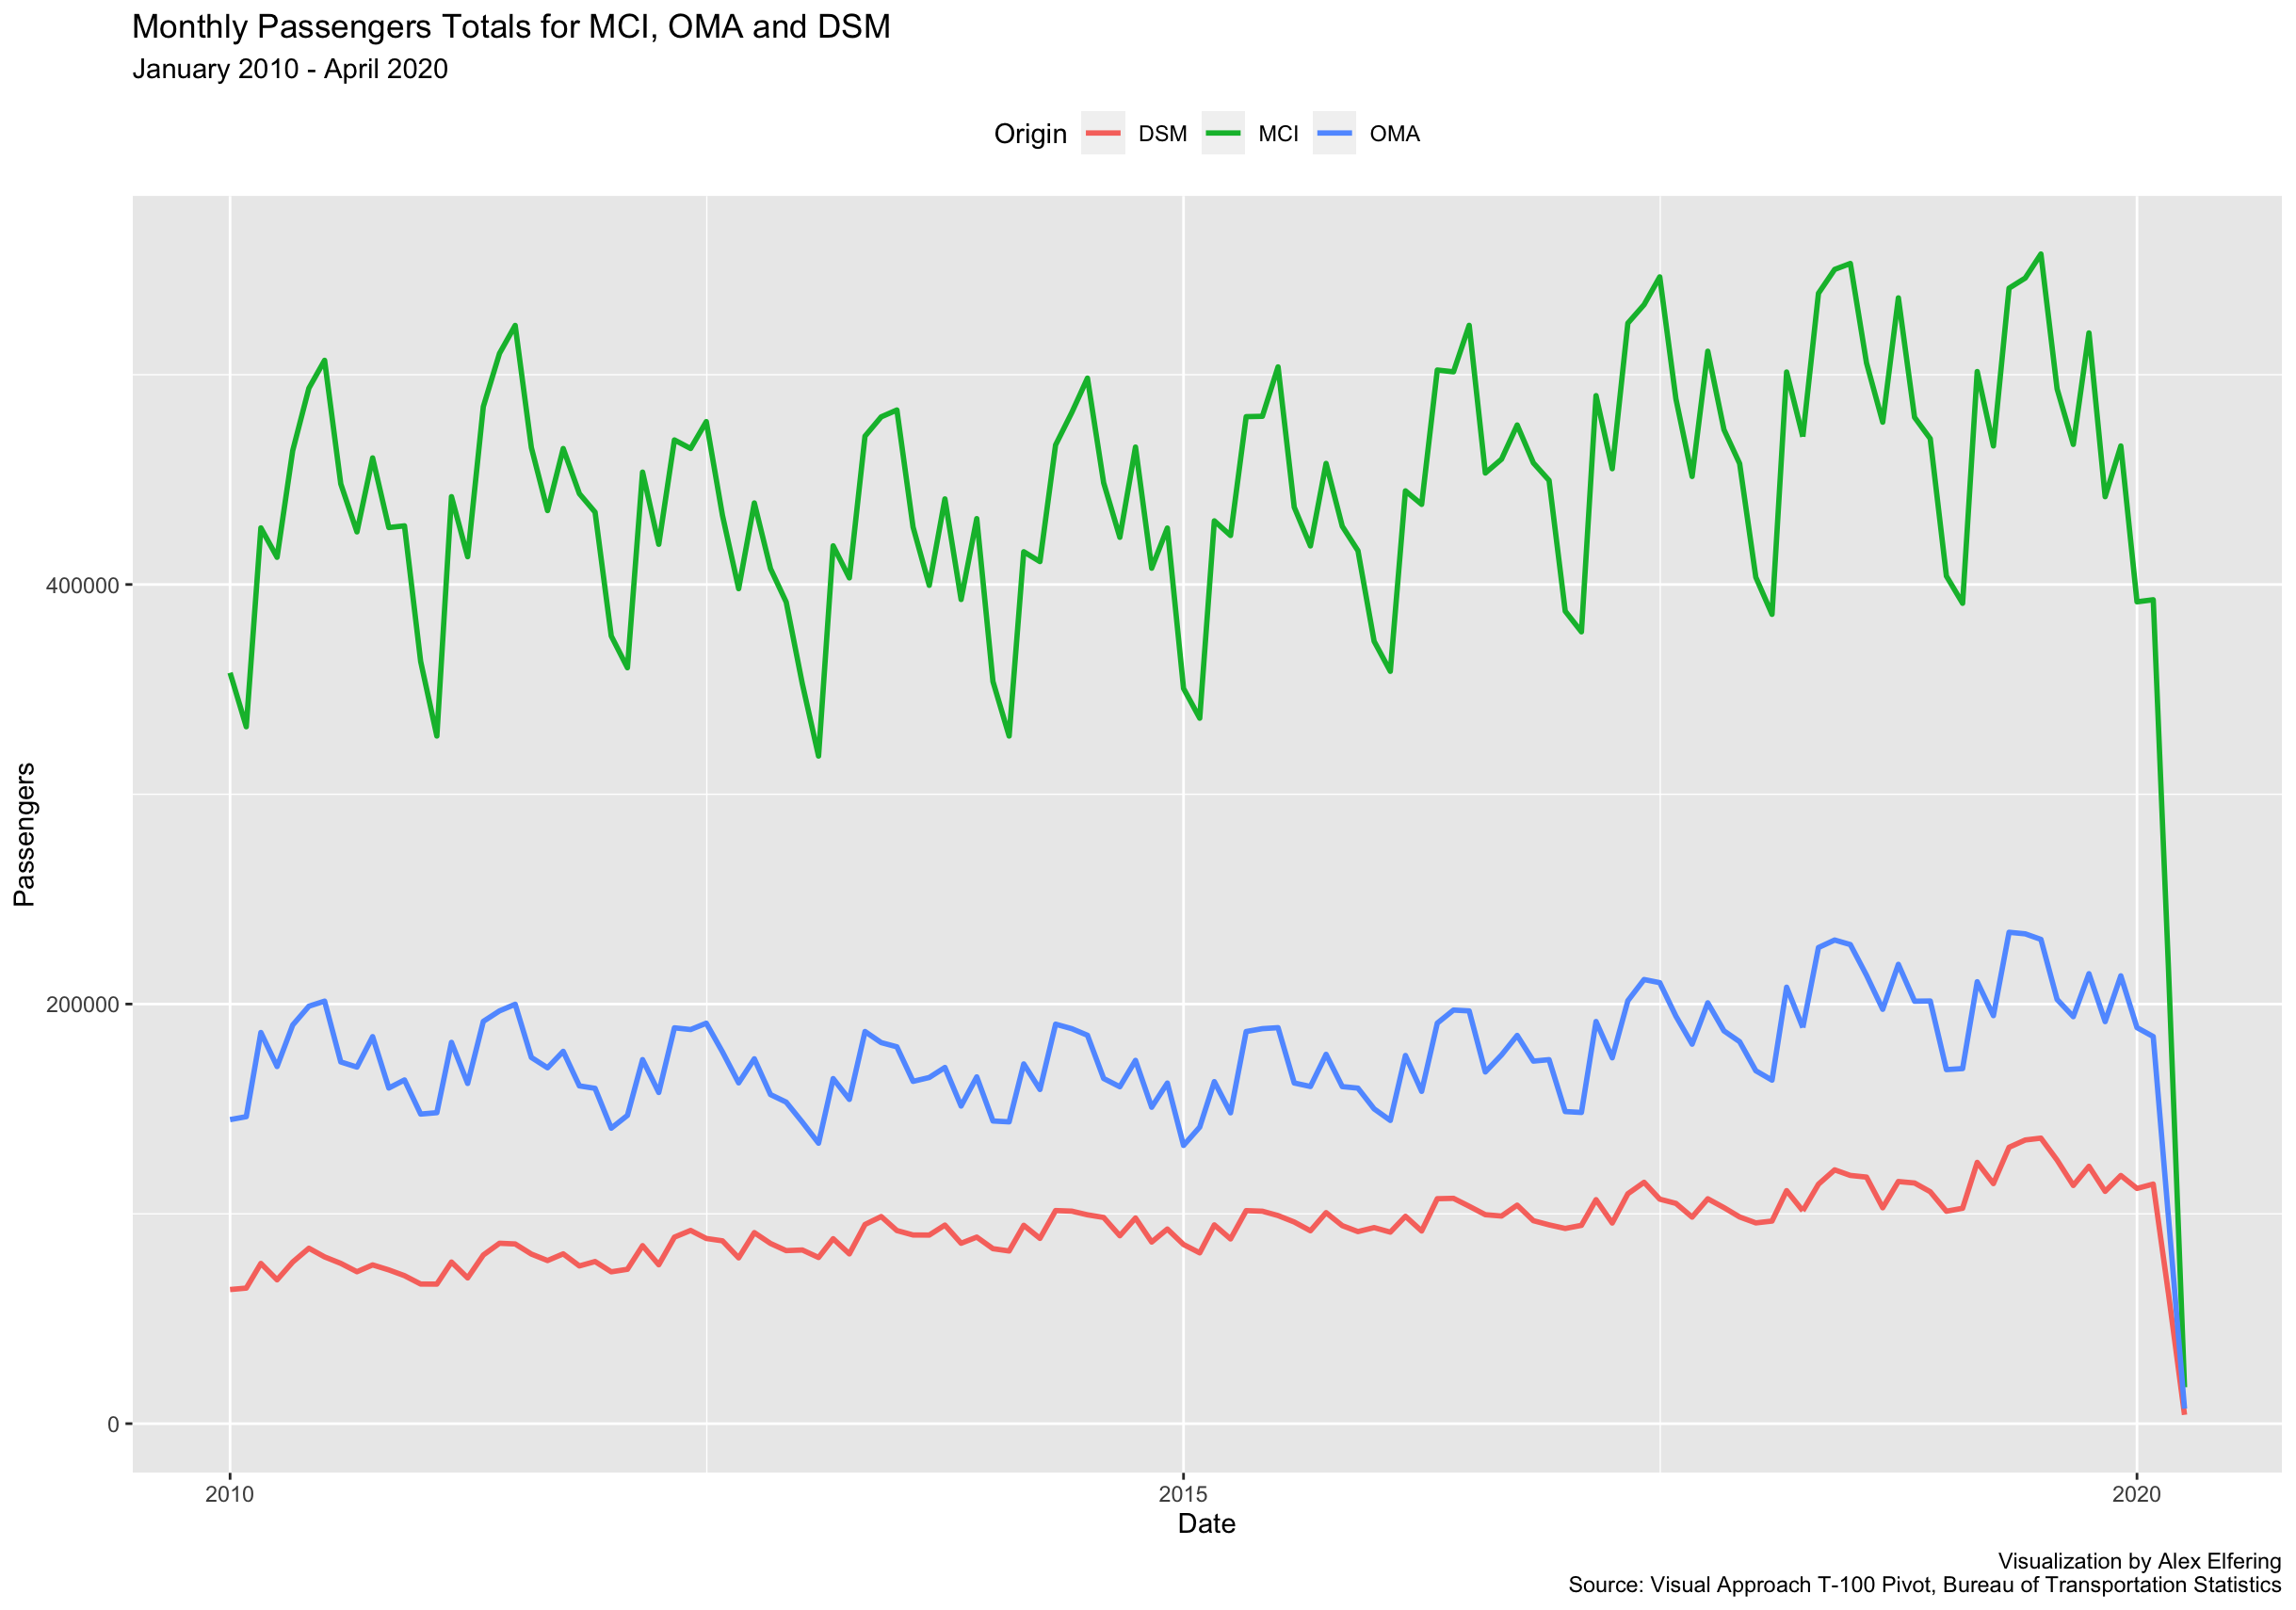 Monthly Passengers Totals for MCI, OMA and DSM
January 2010 - April 2020
Origin DSM MCI OMA
Passengers
400000
200000
0
2010 2015 2020
Date
Visualization by Alex Elfering
Source: Visual Approach T-100 Pivot, Bureau of Transportation Statistics